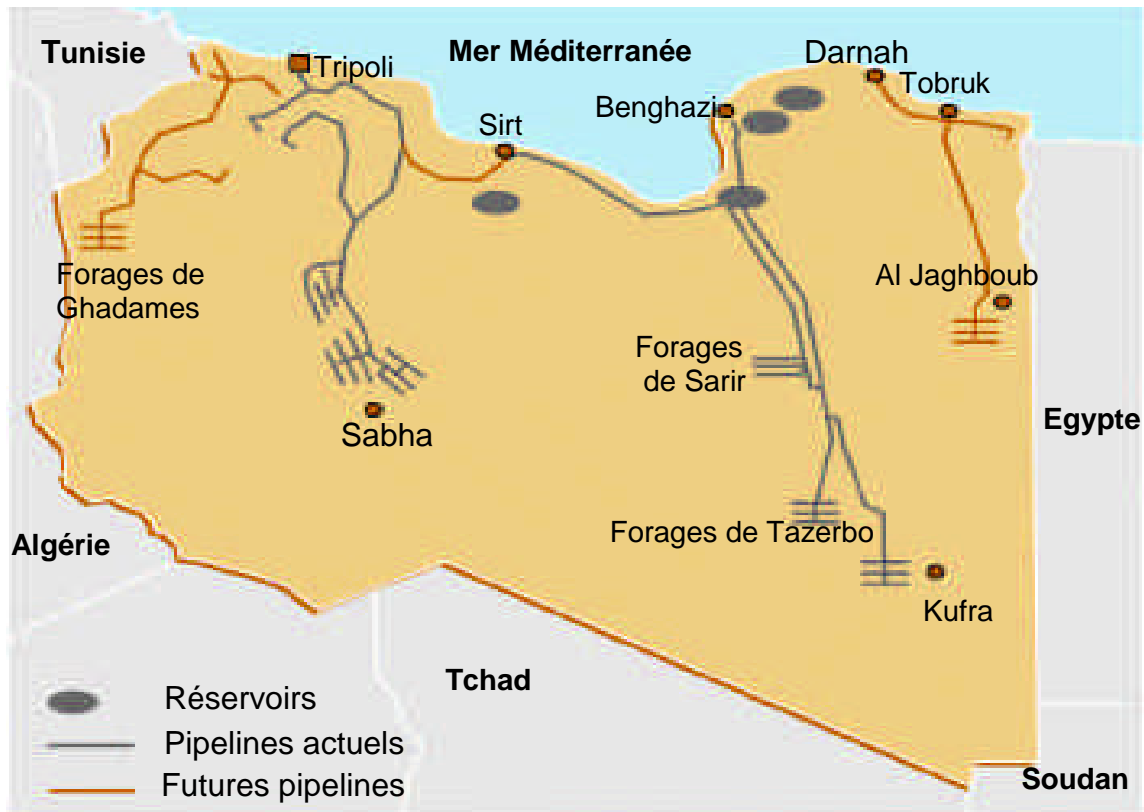 Tunisie
Mer Méditerranée
Darnah
Tripoli
Tobruk
Benghazi
Sirt
Forages de
Ghadames
Al Jaghboub
Forages
de Sarir
Egypte
Sabha
Forages de Tazerbo
Algérie
Kufra
Tchad
Réservoirs
Pipelines actuels
Futures pipelines
Soudan